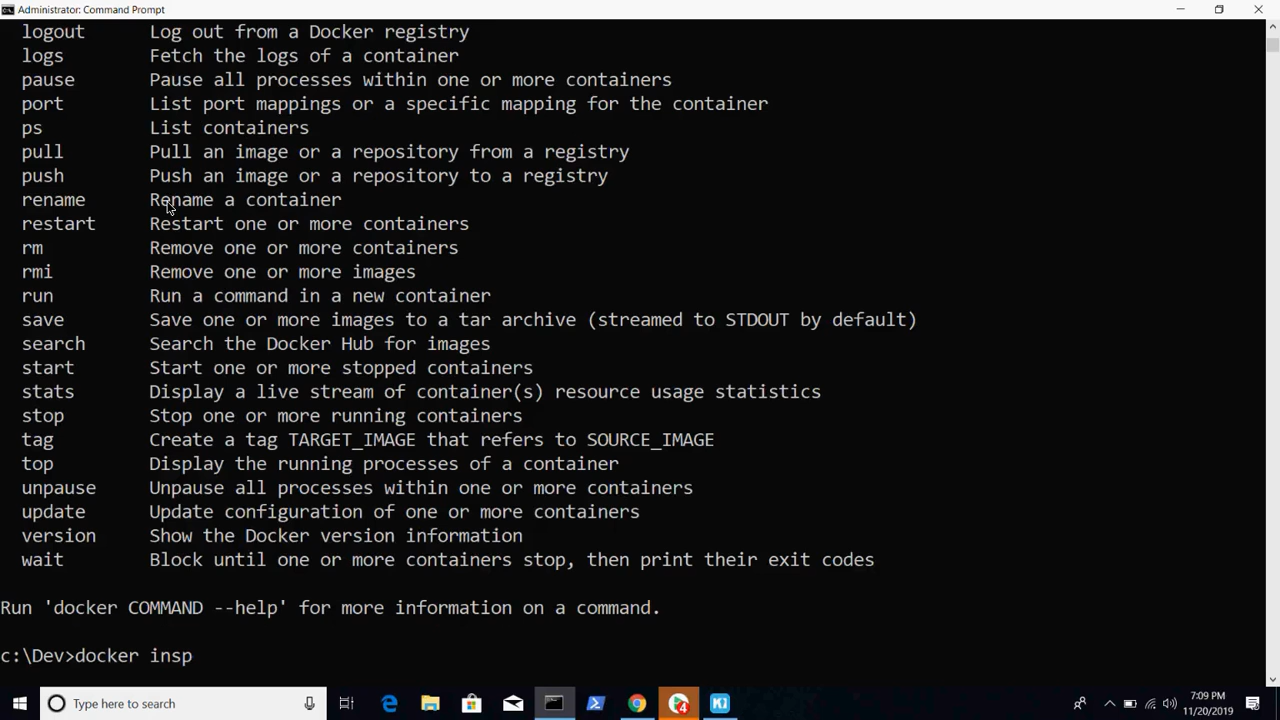 Administrator: Command Prompt
logout Log out from a Docker registry
logs Fetch the logs of a container
pause Pause all processes within one or more containers
port List port mappings or a specific mapping for the container
ps List containers
pull Pull an image or a repository from a registry
push Push an image or a repository to a registry
rename Rename a container
restart Restart one or more containers
rm Remove one or more containers
rmi Remove one or more images
run Run a command in a new container
save Save one or more images to a tar archive (streamed to STDOUT by default)
search Search the Docker Hub for images
start Start one or more stopped containers
stats Display a live stream of container(s) resource usage statistics
stop Stop one or more running containers
tag Create a tag TARGET_IMAGE that refers to SOURCE_IMAGE
top Display the running processes of a container
unpause Unpause all processes within one or more containers
update Update configuration of one or more containers
version Show the Docker version information
wait Block until one or more containers stop, then print their exit codes
Run 'docker COMMAND --help' for more information on a command.
c:\Dev>docker insp
Type here to search
4
7:09 PM
11/20/2019